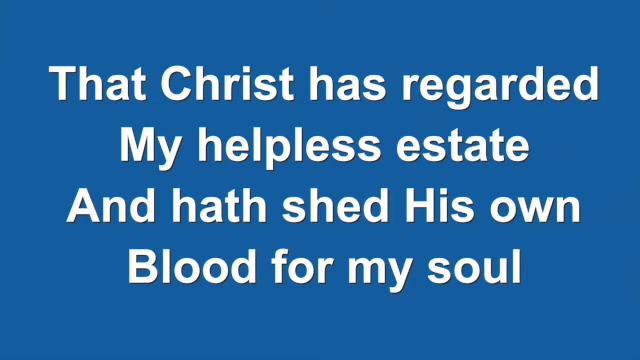 That Christ has regarded
My helpless estate
And hath shed His own
Blood for my soul